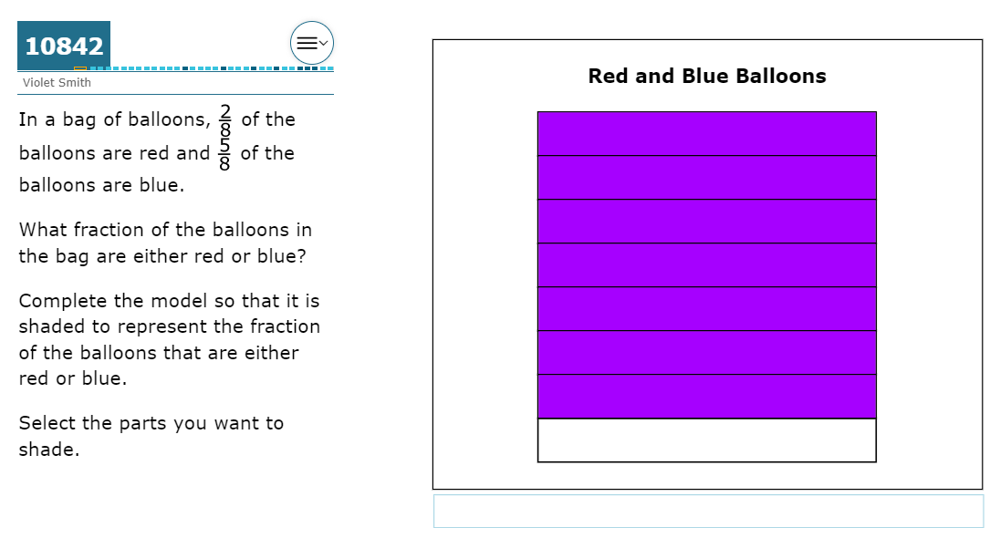 10842
Violet Smith
In a bag of balloons, 2/8 of the
balloons are red and 5/8 of the
balloons are blue.
What fraction of the balloons in
the bag are either red or blue?
Complete the model so that it is
shaded to represent the fraction
of the balloons that are either
red or blue.
Select the parts you want to
shade.
Red and Blue Balloons